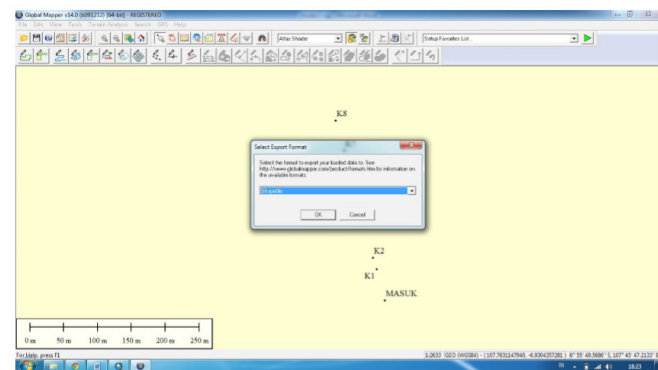 Global Mapper v14.0 (b091212) [64-bit] - REGISTERED
File Edit View Tools Terrain Analysis Search GPS Help
Atlas Shader
Setup Favorites List...
K8
Select Export Format
Select the format to export your loaded data to. See
http://www.globalmapper.com/product/formats.htm for information on
the available formats.
Shapefile
OK Cancel
K2
K1
MASUK
0 m 50 m 100 m 150 m 200 m 250 m
For Help, press F1
18:23